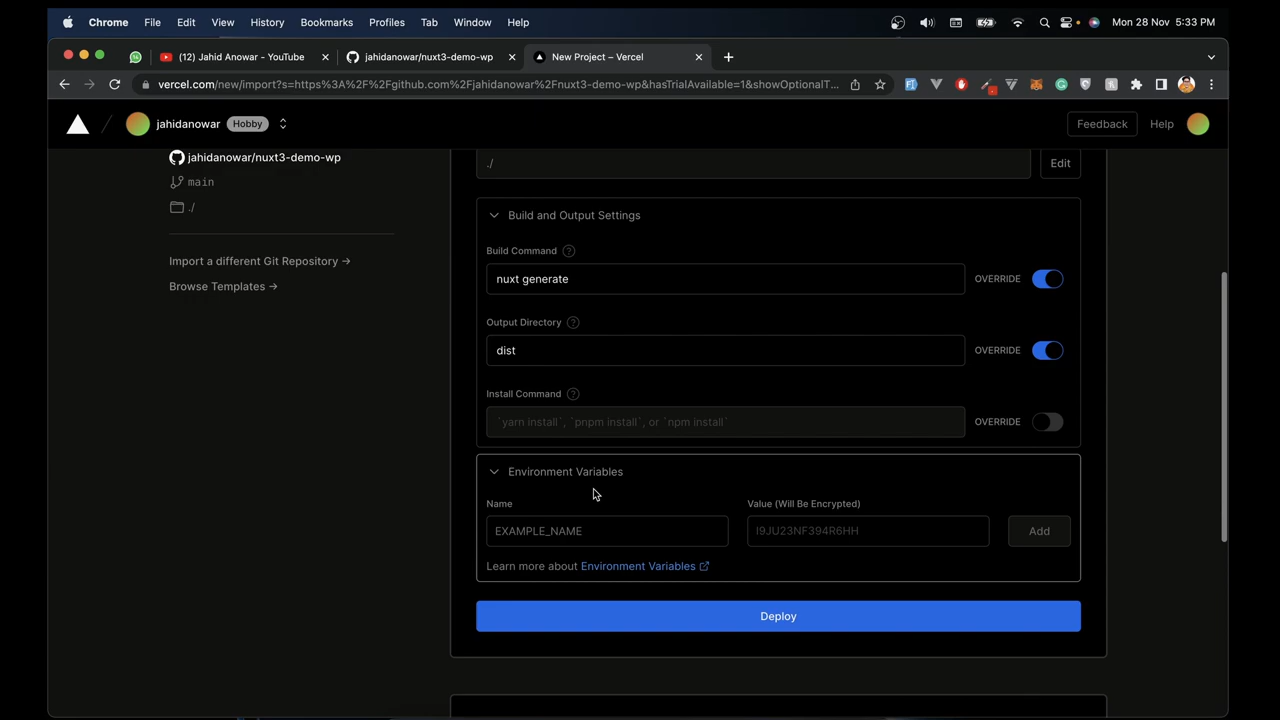 Chrome File Edit View History Bookmarks Profiles Tab Window Help Mon 28 Nov 5:33 PM
(12) Jahid Anowar - YouTube jahidanowar/nuxt3-demo-wp New Project – Vercel
vercel.com/new/import?s=https%3A%2F%2Fgithub.com%2Fjahidanowar%2Fnuxt3-demo-wp&hasTrialAvailable=1&showOptionalT...
jahidanowar Hobby Feedback Help
jahidanowar/nuxt3-demo-wp
main
./
Import a different Git Repository →
Browse Templates →
./ Edit
Build and Output Settings
Build Command ?
nuxt generate OVERRIDE
Output Directory ?
dist OVERRIDE
Install Command ?
`yarn install`, `pnpm install`, or `npm install` OVERRIDE
Environment Variables
Name Value (Will Be Encrypted)
EXAMPLE_NAME I9JU23NF394R6HH Add
Learn more about Environment Variables
Deploy